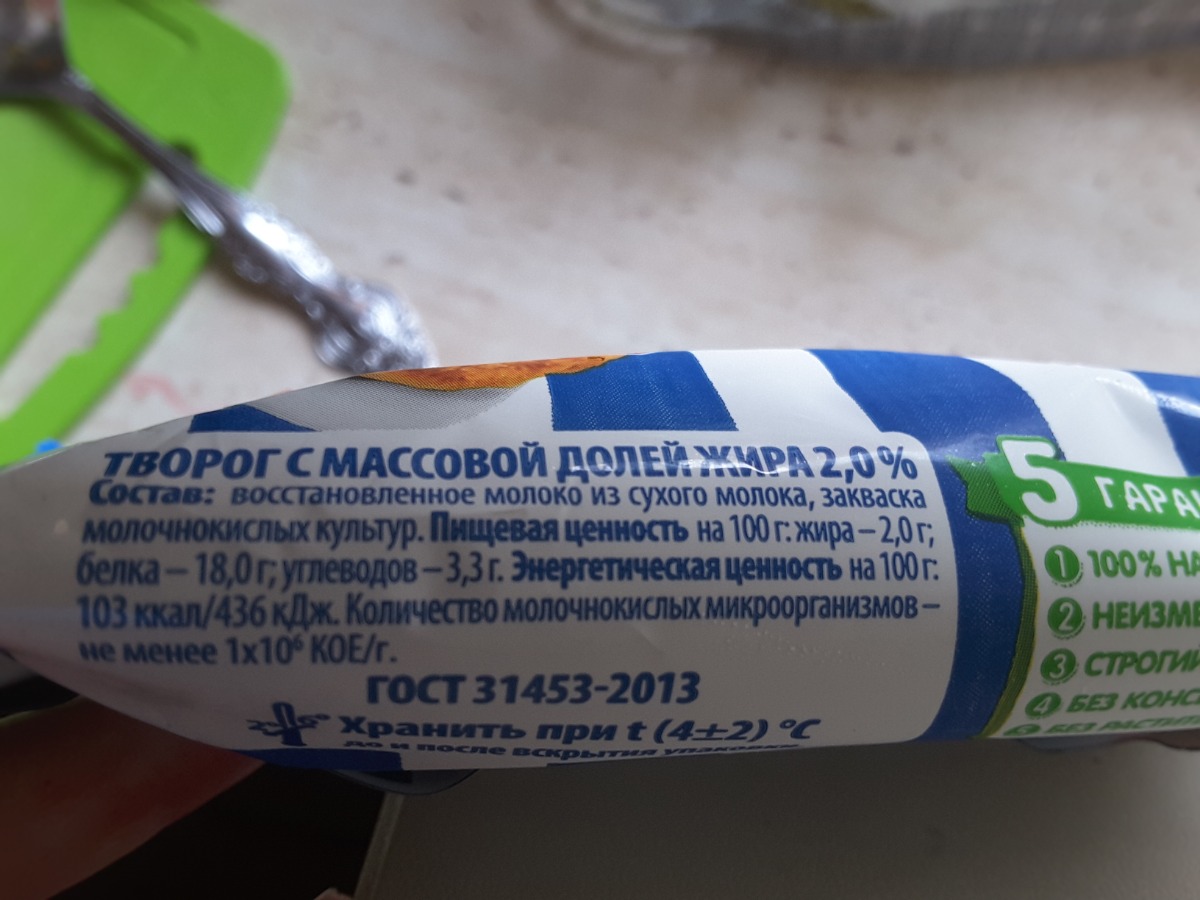 ТВОРОГ С МАССОВОЙ ДОЛЕЙ ЖИРА 2,0%
Состав: восстановленное молоко из сухого молока, закваска
молочнокислых культур. Пищевая ценность на 100 г: жира – 2,0 г;
белка – 18,0 г; углеводов – 3,3 г. Энергетическая ценность на 100 г:
103 ккал/436 кДж. Количество молочнокислых микроорганизмов –
не менее 1х10⁶ КОЕ/г.
ГОСТ 31453-2013
Хранить при t (4±2) °C
до и после вскрытия упаковки.
5 ГАРА
1 100% НА
2 НЕИЗМЕ
3 СТРОГИ
4 БЕЗ КОНС
5 БЕЗ РАСТИ